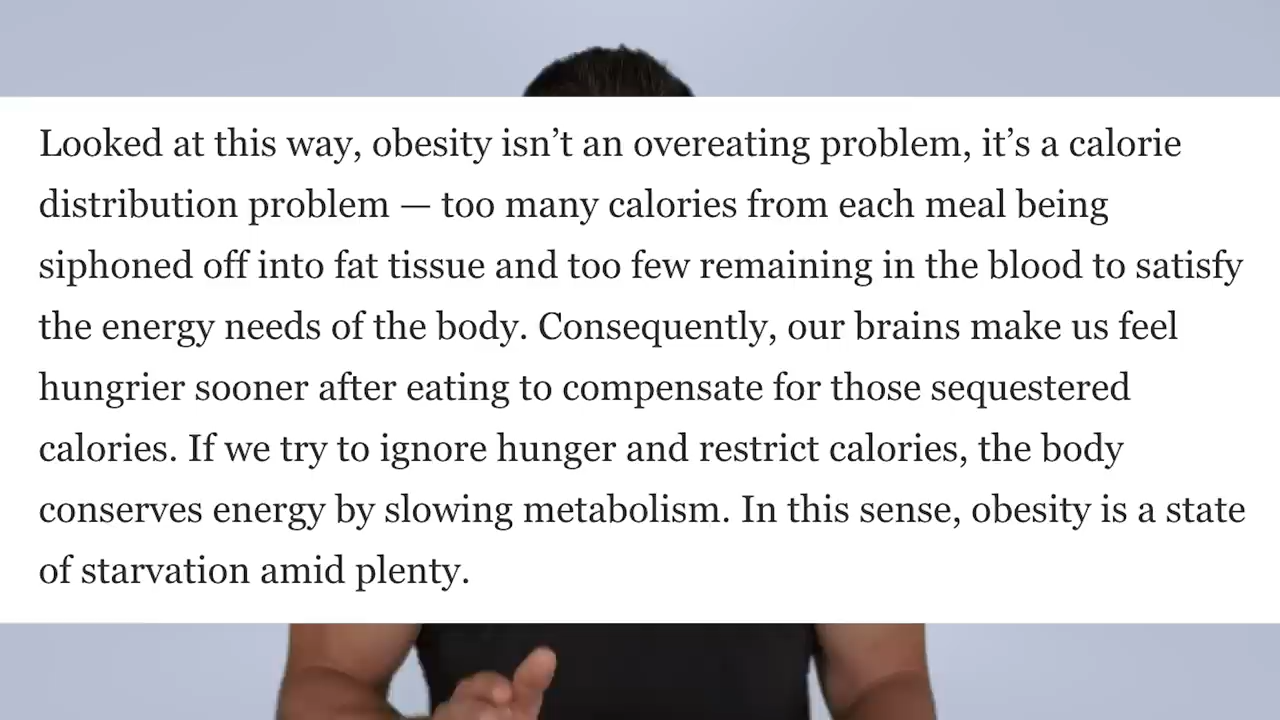 Looked at this way, obesity isn’t an overeating problem, it’s a calorie
distribution problem — too many calories from each meal being
siphoned off into fat tissue and too few remaining in the blood to satisfy
the energy needs of the body. Consequently, our brains make us feel
hungrier sooner after eating to compensate for those sequestered
calories. If we try to ignore hunger and restrict calories, the body
conserves energy by slowing metabolism. In this sense, obesity is a state
of starvation amid plenty.